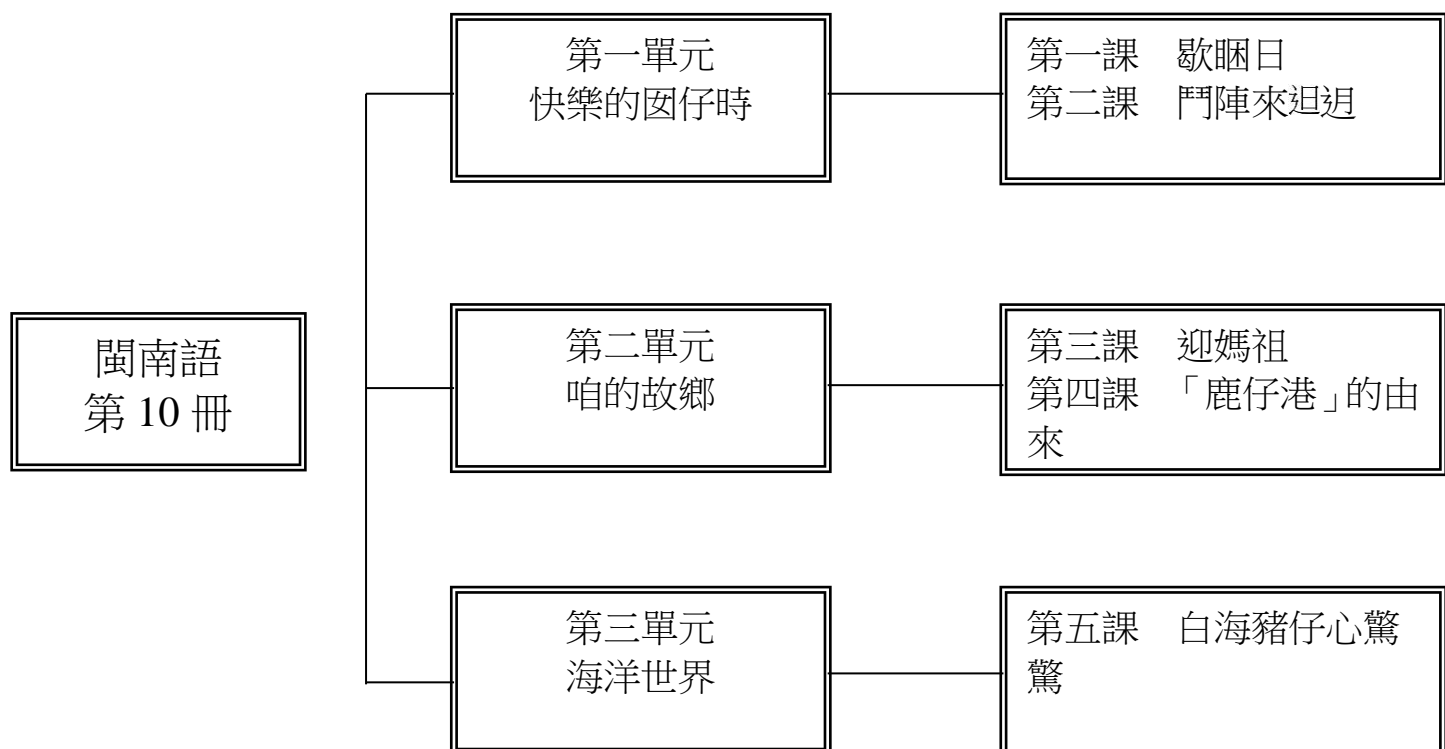 第一單元
快樂的囡仔時
第一課　歇睏日
第二課　鬥陣來𨑨迌
閩南語
第 10 冊
第二單元
咱的故鄉
第三課　迎媽祖
第四課　「鹿仔港」的由
來
第三單元
海洋世界
第五課　白海豬仔心驚
驚